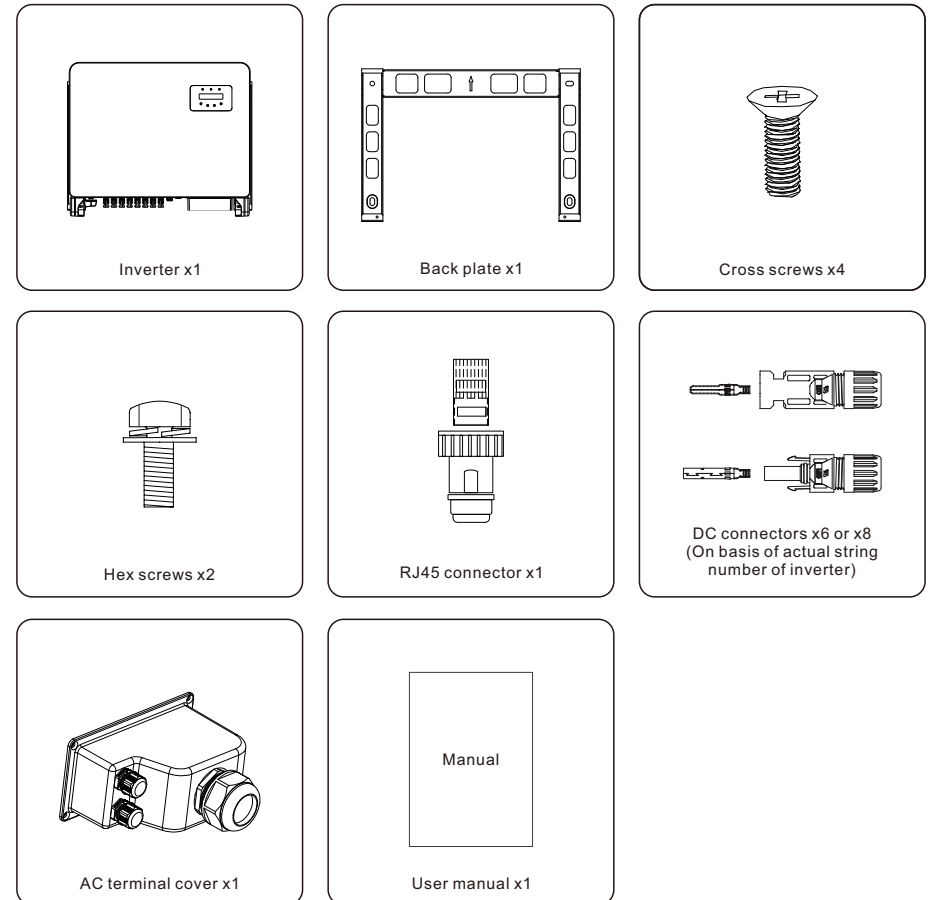 Inverter x1
Back plate x1
Cross screws x4
Hex screws x2
RJ45 connector x1
DC connectors x6 or x8
(On basis of actual string
number of inverter)
AC terminal cover x1
Manual
User manual x1